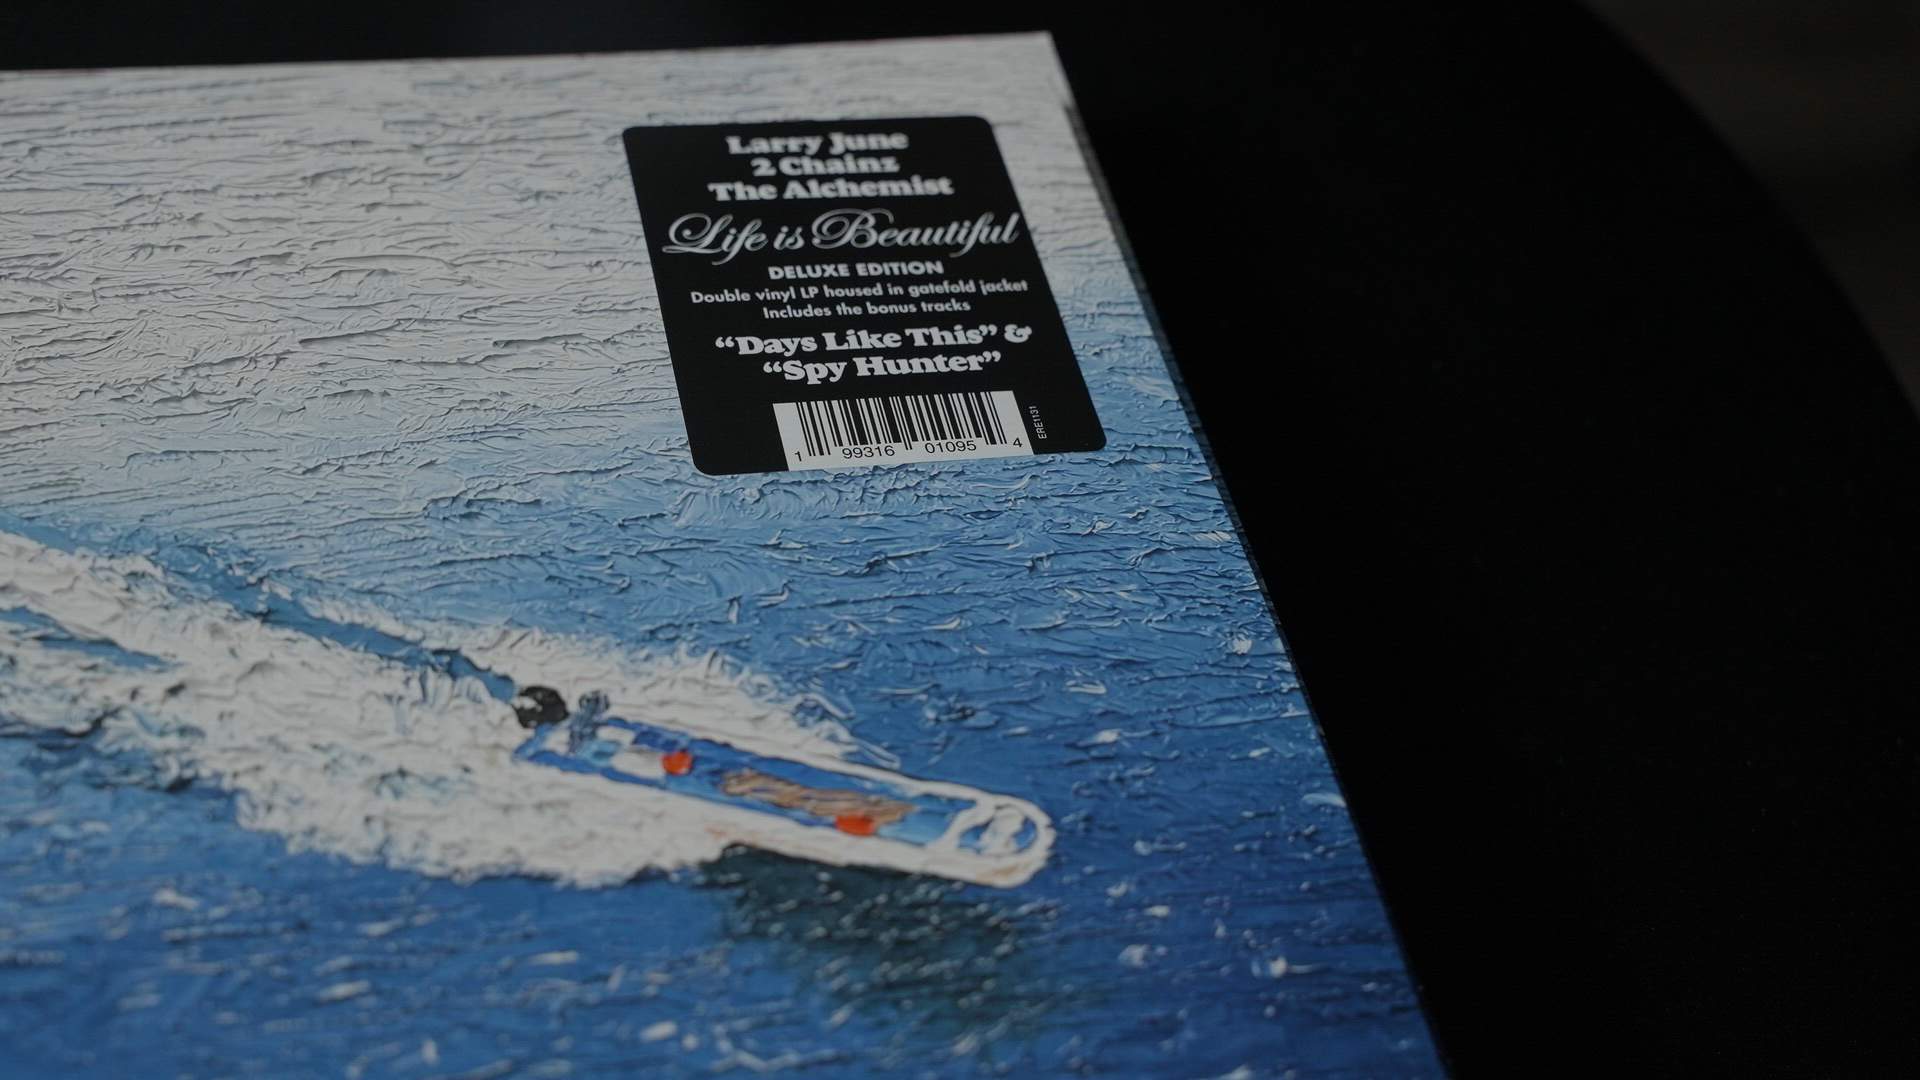 Larry June
2 Chainz
The Alchemist
Life is Beautiful
DELUXE EDITION
Double vinyl LP housed in gatefold jacket
Includes the bonus tracks
“Days Like This” &
“Spy Hunter”
1 99316 01095 4
ERE1131